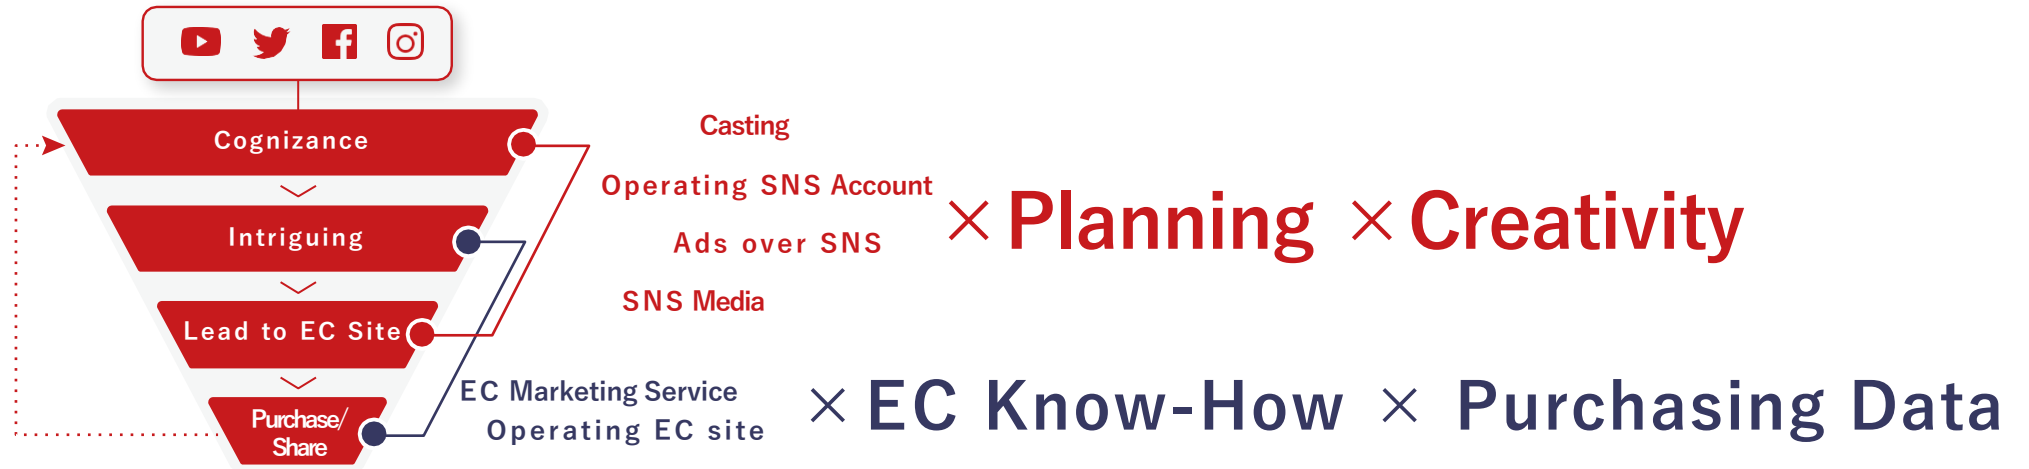 Cognizance
Intriguing
Lead to EC Site
Purchase/
Share
Casting
Operating SNS Account
Ads over SNS
SNS Media
× Planning × Creativity
EC Marketing Service
Operating EC site
× EC Know-How × Purchasing Data